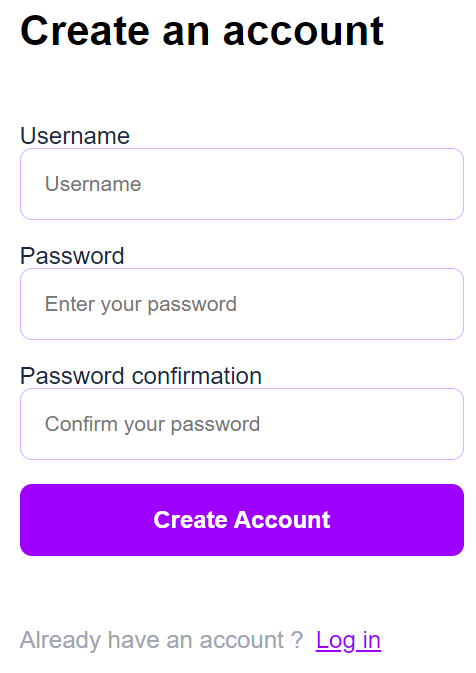 Create an account
Username
Username
Password
Enter your password
Password confirmation
Confirm your password
Create Account
Already have an account ? Log in